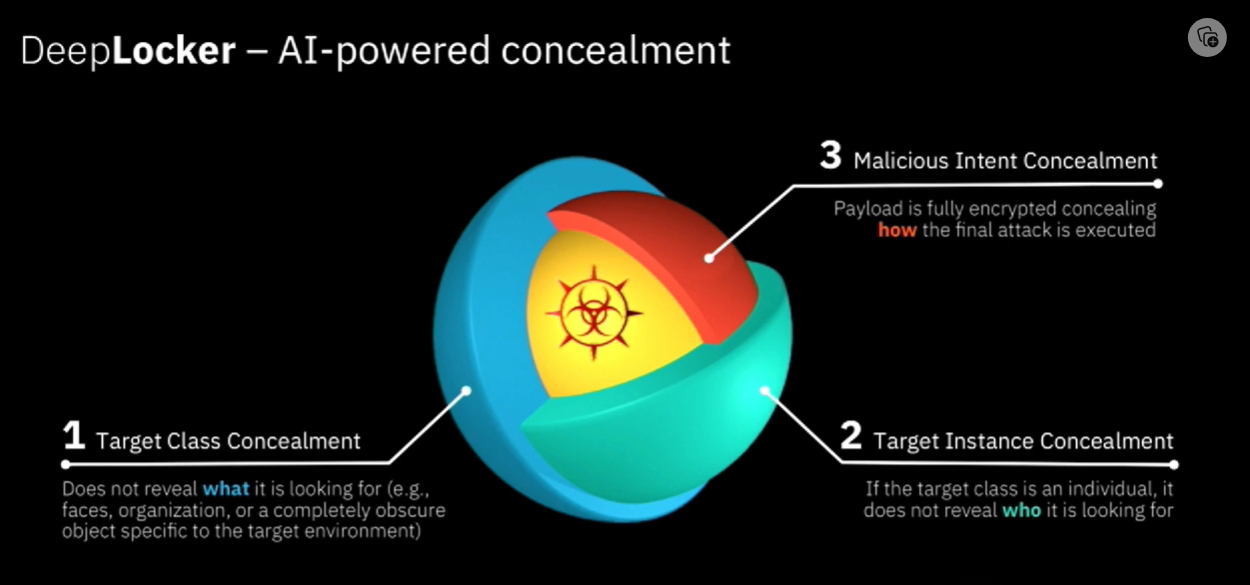 DeepLocker – AI-powered concealment
3 Malicious Intent Concealment
Payload is fully encrypted concealing
how the final attack is executed
1 Target Class Concealment
Does not reveal what it is looking for (e.g.,
faces, organization, or a completely obscure
object specific to the target environment)
2 Target Instance Concealment
If the target class is an individual, it
does not reveal who it is looking for